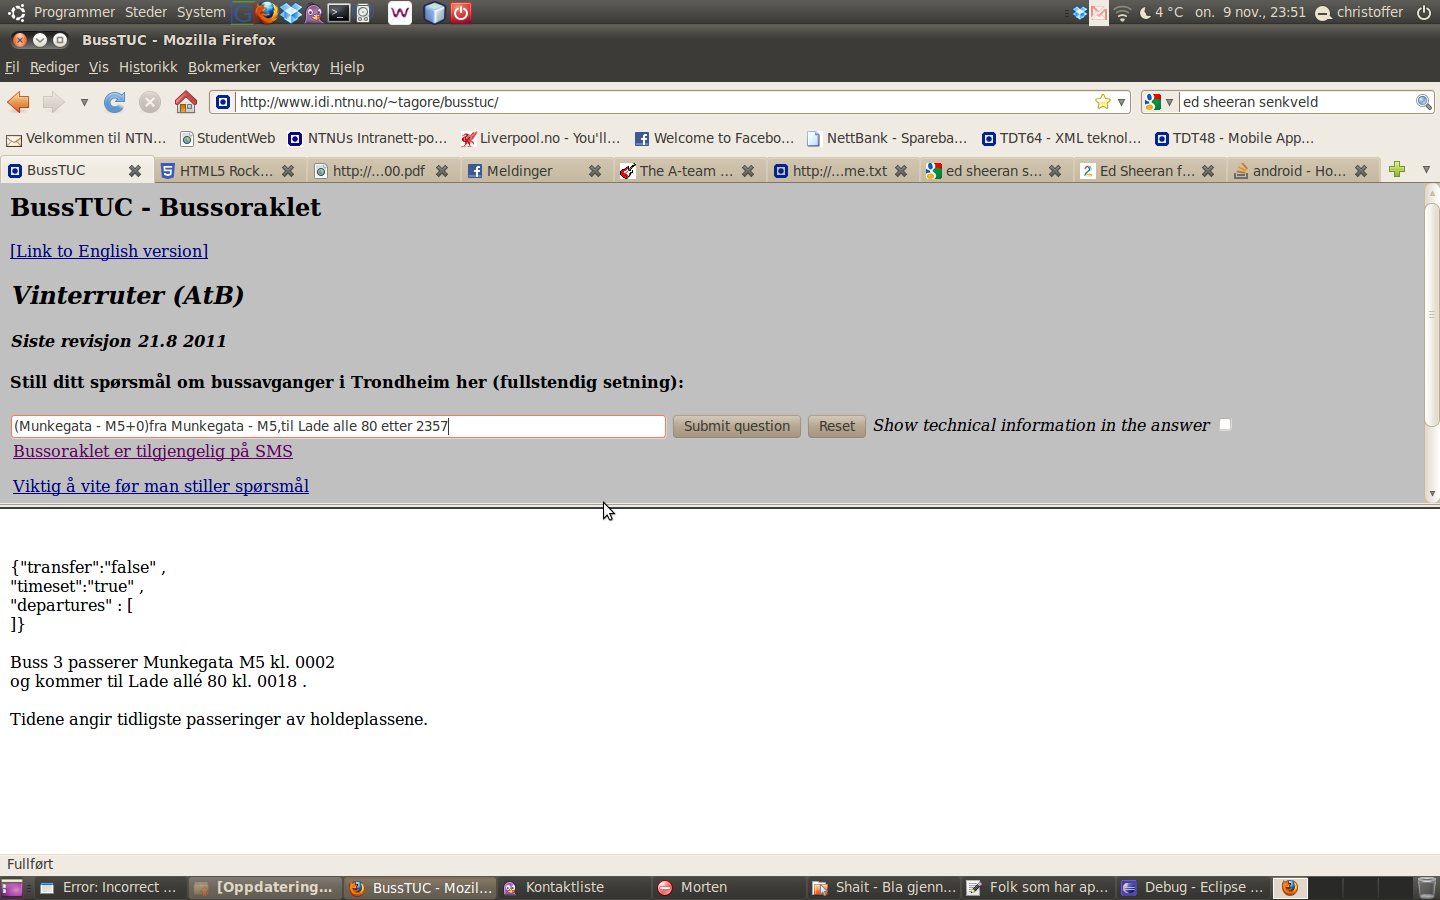 Programmer Steder System
4 °C on. 9 nov., 23:51 christoffer
BussTUC - Mozilla Firefox
Fil Rediger Vis Historikk Bokmerker Verktøy Hjelp
http://www.idi.ntnu.no/~tagore/busstuc/
ed sheeran senkveld
Velkommen til NTN... StudentWeb NTNUs Intranett-po... Liverpool.no - You'll... Welcome to Facebo... NettBank - Spareba... TDT64 - XML teknol... TDT48 - Mobile App...
BussTUC HTML5 Rock... http://...00.pdf Meldinger The A-team ... http://...me.txt ed sheeran s... Ed Sheeran f... android - Ho...
BussTUC - Bussoraklet
[Link to English version]
Vinterruter (AtB)
Siste revisjon 21.8 2011
Still ditt spørsmål om bussavganger i Trondheim her (fullstendig setning):
(Munkegata - M5+0)fra Munkegata - M5,til Lade alle 80 etter 2357 Submit question Reset Show technical information in the answer
Bussoraklet er tilgjengelig på SMS
Viktig å vite før man stiller spørsmål
{"transfer":"false" ,
"timeset":"true" ,
"departures" : [
]}
Buss 3 passerer Munkegata M5 kl. 0002
og kommer til Lade allé 80 kl. 0018 .
Tidene angir tidligste passeringer av holdeplassene.
Fullført
Error: Incorrect ... [Oppdatering... BussTUC - Mozil... Kontaktliste Morten Shait - Bla gjenn... Folk som har ap... Debug - Eclipse ...